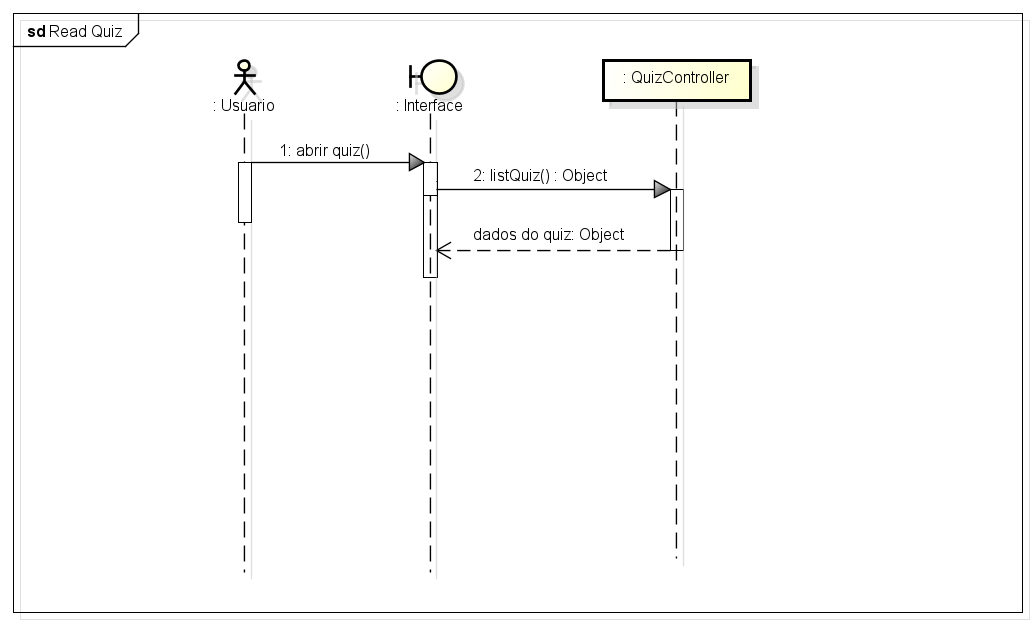 sd Read Quiz
: Usuario
: Interface
: QuizController
1: abrir quiz()
2: listQuiz() : Object
dados do quiz: Object